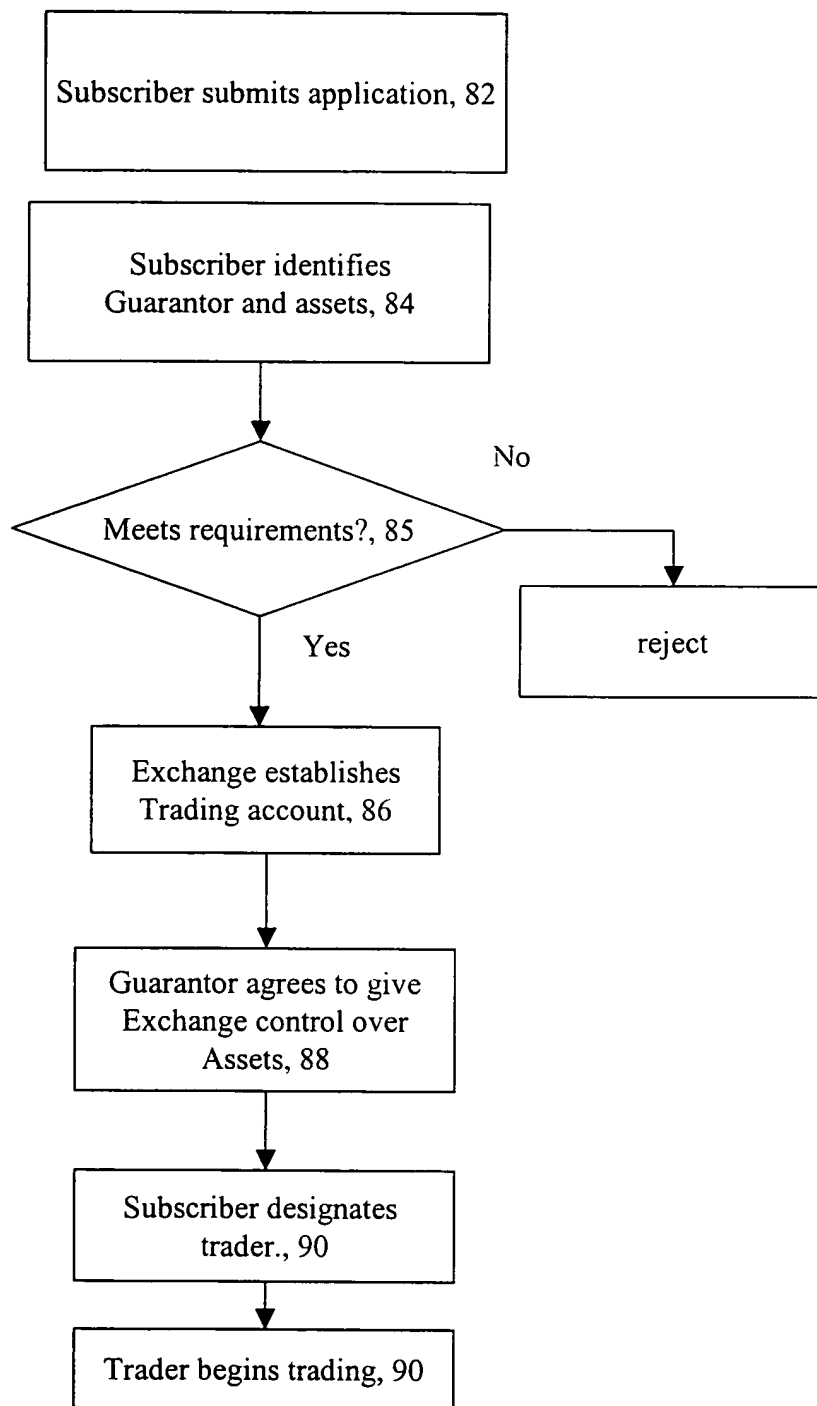 Subscriber submits application, 82
Subscriber identifies
Guarantor and assets, 84
No
Meets requirements?, 85
Yes
reject
Exchange establishes
Trading account, 86
Guarantor agrees to give
Exchange control over
Assets, 88
Subscriber designates
trader., 90
Trader begins trading, 90